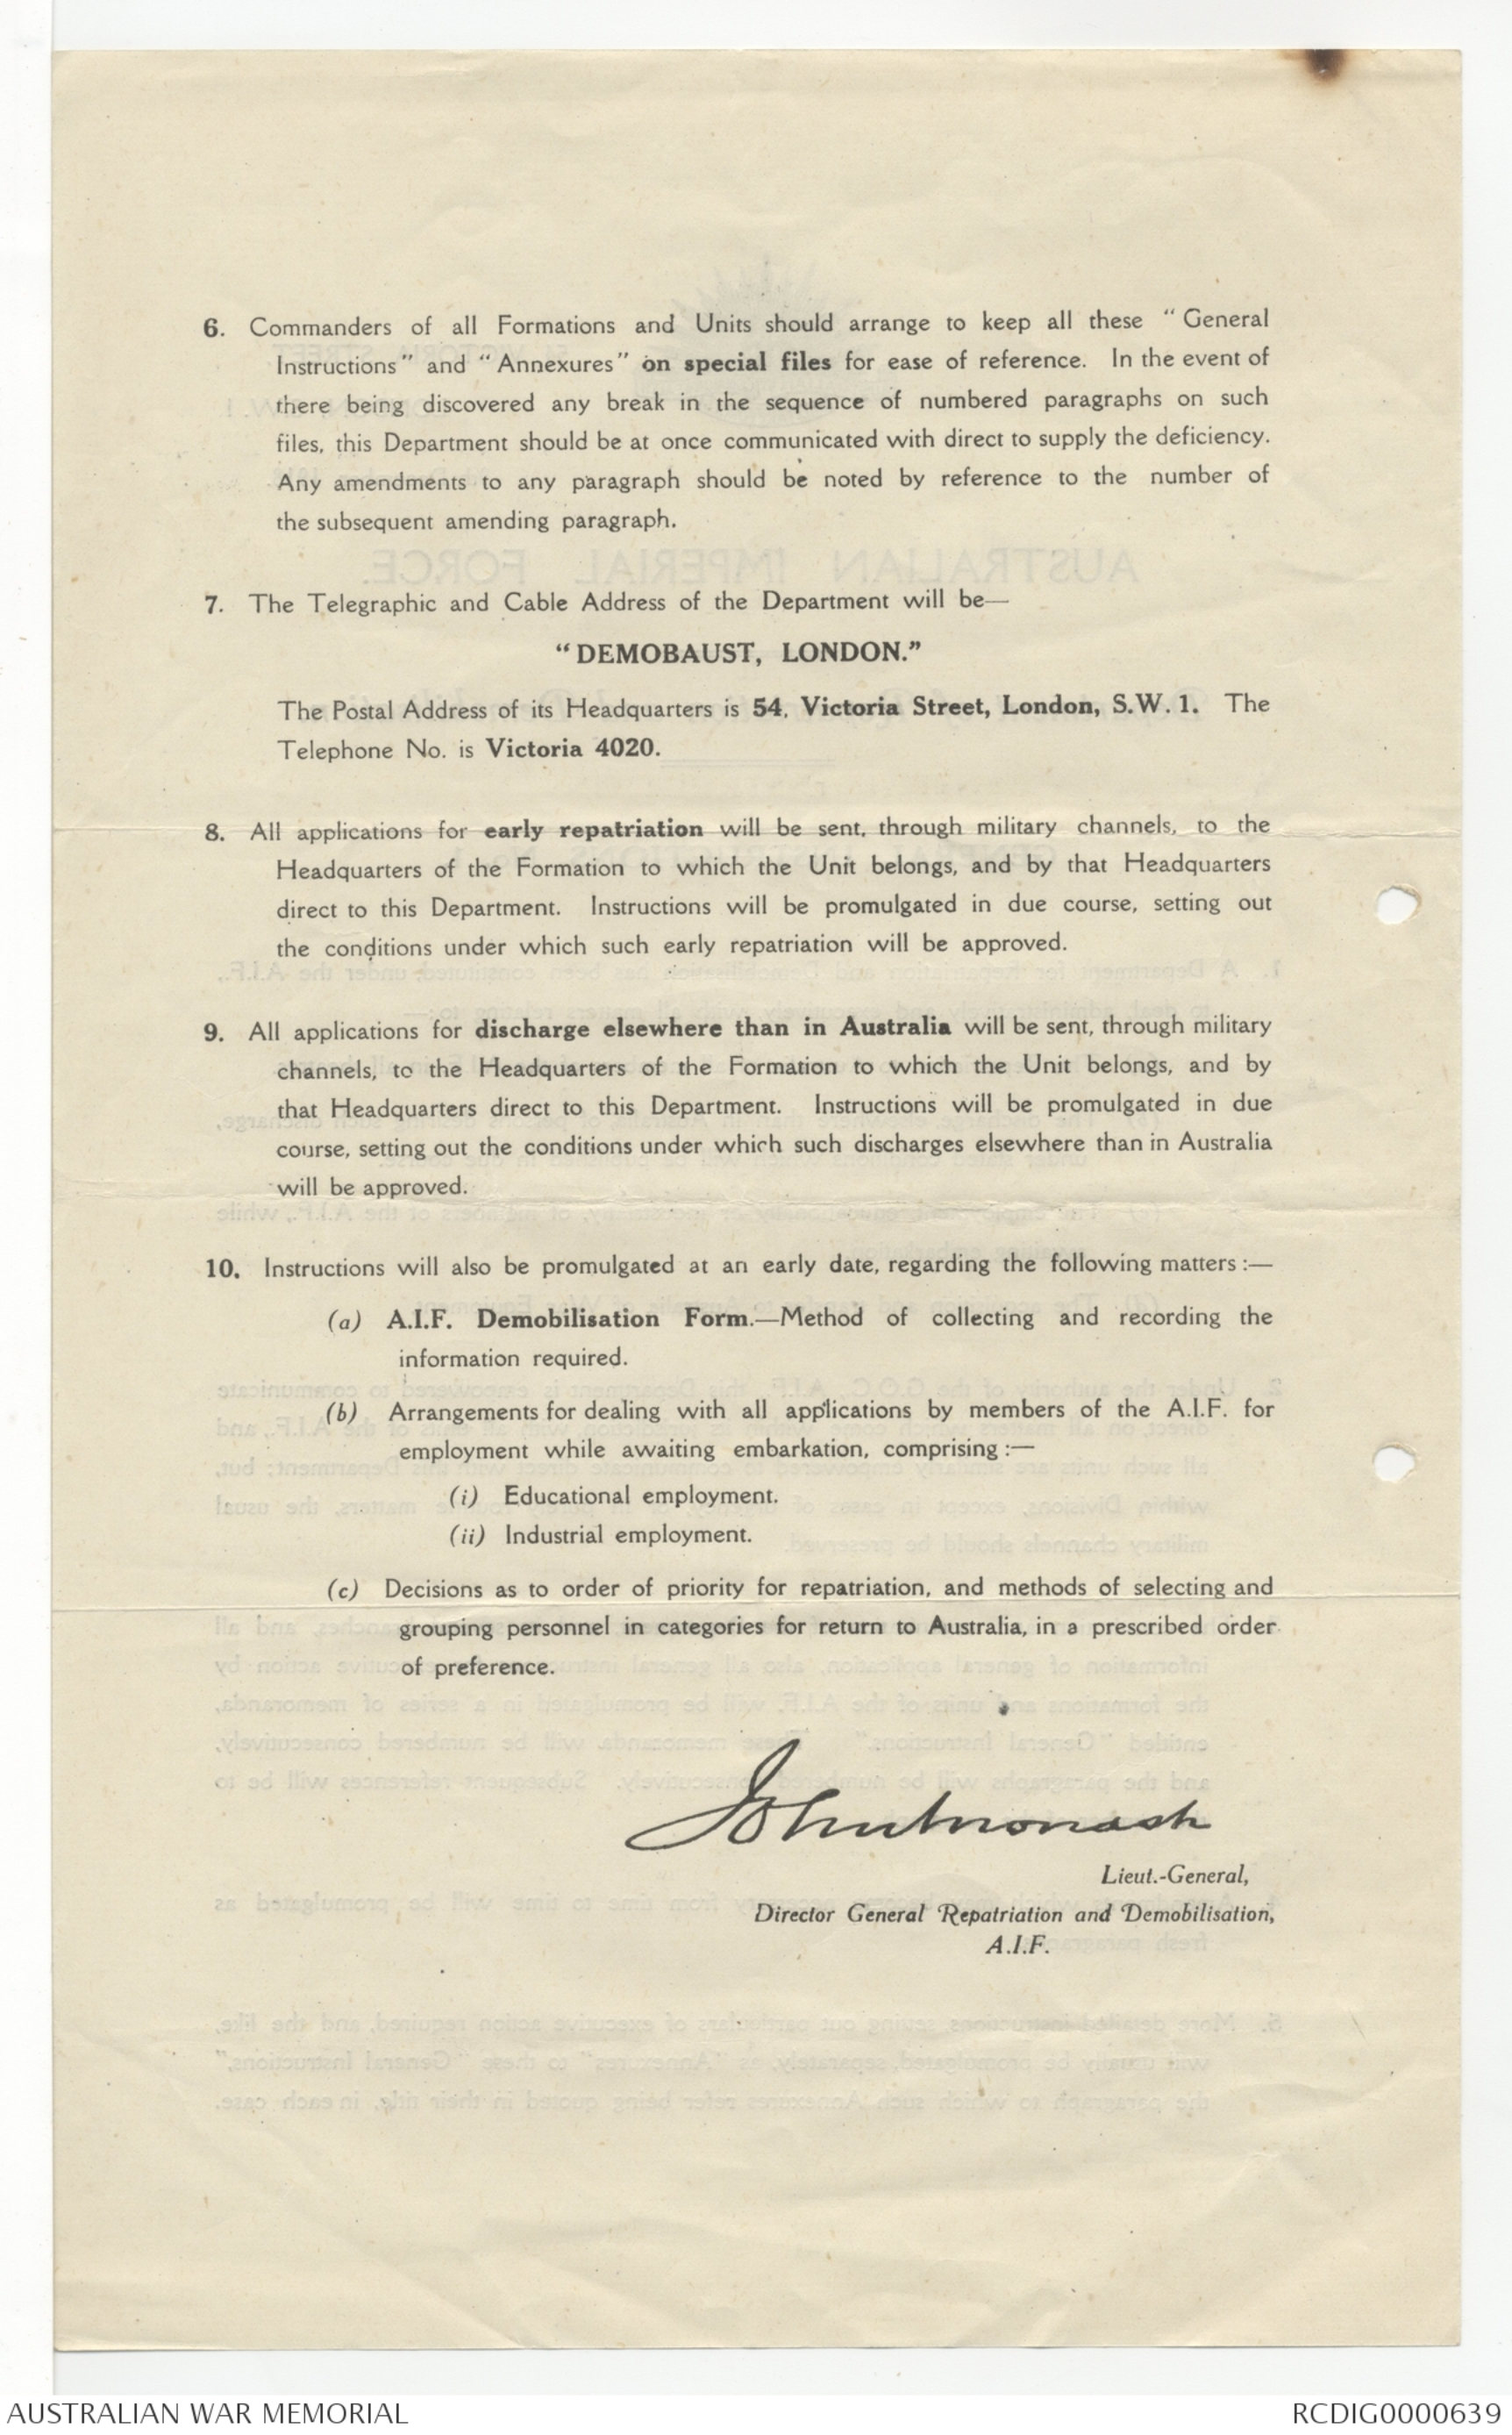 6. Commanders of all Formations and Units should arrange to keep all these “General
Instructions” and “Annexures” on special files for ease of reference. In the event of
there being discovered any break in the sequence of numbered paragraphs on such
files, this Department should be at once communicated with direct to supply the deficiency.
Any amendments to any paragraph should be noted by reference to the number of
the subsequent amending paragraph.
7. The Telegraphic and Cable Address of the Department will be—
“DEMOBAUST, LONDON.”
The Postal Address of its Headquarters is 54, Victoria Street, London, S.W. 1. The
Telephone No. is Victoria 4020.
8. All applications for early repatriation will be sent, through military channels, to the
Headquarters of the Formation to which the Unit belongs, and by that Headquarters
direct to this Department. Instructions will be promulgated in due course, setting out
the conditions under which such early repatriation will be approved.
9. All applications for discharge elsewhere than in Australia will be sent, through military
channels, to the Headquarters of the Formation to which the Unit belongs, and by
that Headquarters direct to this Department. Instructions will be promulgated in due
course, setting out the conditions under which such discharges elsewhere than in Australia
will be approved.
10. Instructions will also be promulgated at an early date, regarding the following matters :—
(a) A.I.F. Demobilisation Form.—Method of collecting and recording the
information required.
(b) Arrangements for dealing with all applications by members of the A.I.F. for
employment while awaiting embarkation, comprising :—
(i) Educational employment.
(ii) Industrial employment.
(c) Decisions as to order of priority for repatriation, and methods of selecting and
grouping personnel in categories for return to Australia, in a prescribed order
of preference.
John Monash
Lieut.-General,
Director General Repatriation and Demobilisation,
A.I.F.
AUSTRALIAN WAR MEMORIAL
RCDIG0000639